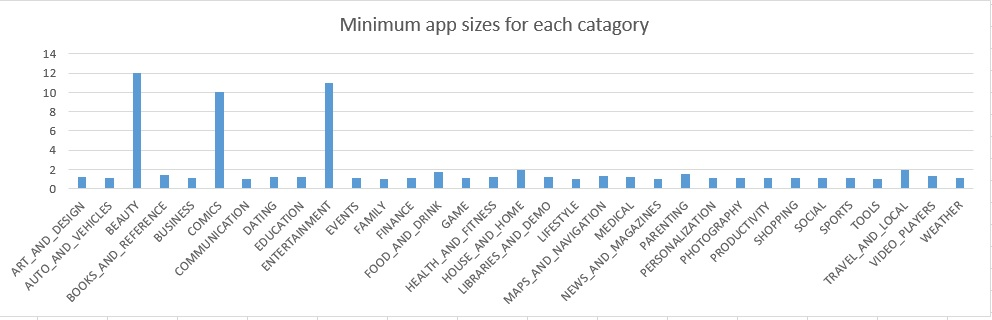 Minimum app sizes for each catagory
14
12
10
8
6
4
2
0
ART_AND_DESIGN
AUTO_AND_VEHICLES
BEAUTY
BOOKS_AND_REFERENCE
BUSINESS
COMICS
COMMUNICATION
DATING
EDUCATION
ENTERTAINMENT
EVENTS
FAMILY
FINANCE
FOOD_AND_DRINK
GAME
HEALTH_AND_FITNESS
HOUSE_AND_HOME
LIBRARIES_AND_DEMO
LIFESTYLE
MAPS_AND_NAVIGATION
MEDICAL
NEWS_AND_MAGAZINES
PARENTING
PERSONALIZATION
PHOTOGRAPHY
PRODUCTIVITY
SHOPPING
SOCIAL
SPORTS
TOOLS
TRAVEL_AND_LOCAL
VIDEO_PLAYERS
WEATHER